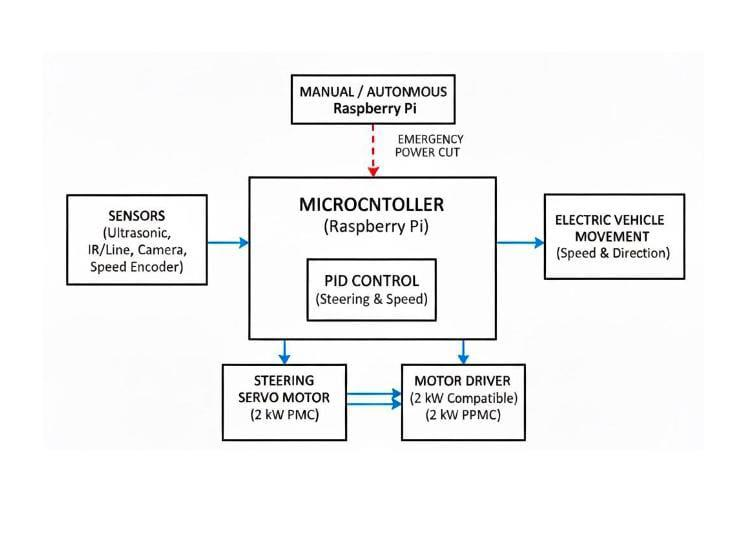 MANUAL / AUTONMOUS
Raspberry Pi
EMERGENCY
POWER CUT
MICROCNTOLLER
(Raspberry Pi)
SENSORS
(Ultrasonic,
IR/Line, Camera,
Speed Encoder)
ELECTRIC VEHICLE
MOVEMENT
(Speed & Direction)
PID CONTROL
(Steering & Speed)
STEERING
SERVO MOTOR
(2 kW PMC)
MOTOR DRIVER
(2 kW Compatible)
(2 kW PPMC)